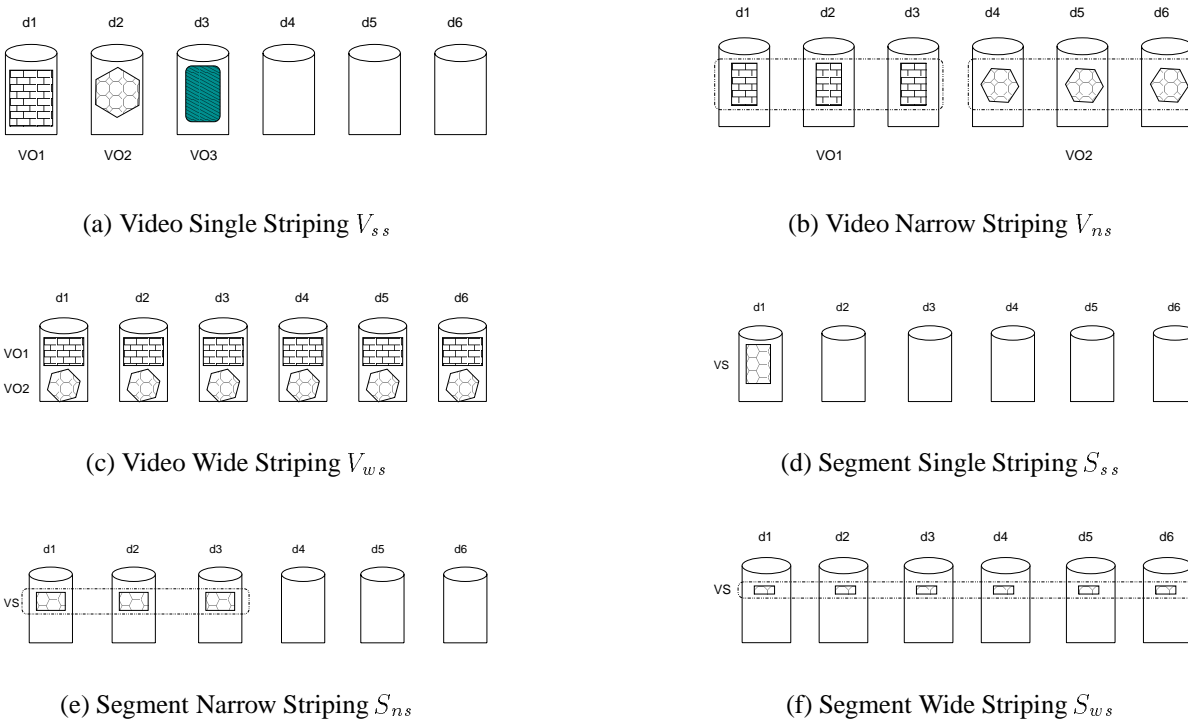 d1 d2 d3 d4 d5 d6
VO1 VO2 VO3
(a) Video Single Striping V_ss
d1 d2 d3 d4 d5 d6
VO1 VO2
(b) Video Narrow Striping V_ns
d1 d2 d3 d4 d5 d6
VO1
VO2
(c) Video Wide Striping V_ws
d1 d2 d3 d4 d5 d6
VS
(d) Segment Single Striping S_ss
d1 d2 d3 d4 d5 d6
VS
(e) Segment Narrow Striping S_ns
d1 d2 d3 d4 d5 d6
VS
(f) Segment Wide Striping S_ws